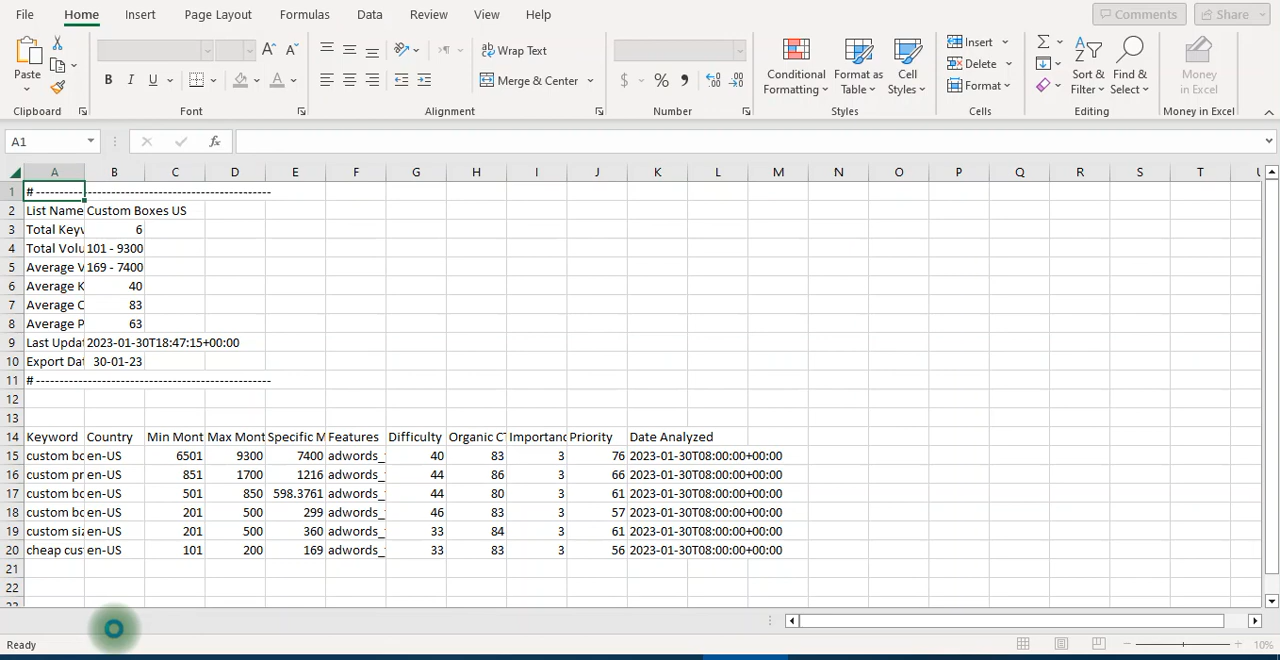 File Home Insert Page Layout Formulas Data Review View Help Comments Share
Paste Wrap Text
B I U Merge & Center $ % Conditional Formatting Format as Table Cell Styles Insert Delete Format Sort & Filter Find & Select Money in Excel
Clipboard Font Alignment Number Styles Cells Editing Money in Excel
A1 fx
A B C D E F G H I J K L M N O P Q R S T U
1 # --------------------------------------------------
2 List Name Custom Boxes US
3 Total Keyw 6
4 Total Volu 101 - 9300
5 Average V 169 - 7400
6 Average K 40
7 Average C 83
8 Average P 63
9 Last Updat 2023-01-30T18:47:15+00:00
10 Export Dat 30-01-23
11 # --------------------------------------------------
12
13
14 Keyword Country Min Mont Max Mont Specific M Features Difficulty Organic CT Importanc Priority Date Analyzed
15 custom bo en-US 6501 9300 7400 adwords_ 40 83 3 76 2023-01-30T08:00:00+00:00
16 custom pr en-US 851 1700 1216 adwords_ 44 86 3 66 2023-01-30T08:00:00+00:00
17 custom bo en-US 501 850 598.3761 adwords_ 44 80 3 61 2023-01-30T08:00:00+00:00
18 custom bo en-US 201 500 299 adwords_ 46 83 3 57 2023-01-30T08:00:00+00:00
19 custom siz en-US 201 500 360 adwords_ 33 84 3 61 2023-01-30T08:00:00+00:00
20 cheap cus en-US 101 200 169 adwords_ 33 83 3 56 2023-01-30T08:00:00+00:00
21
22
Ready 10%